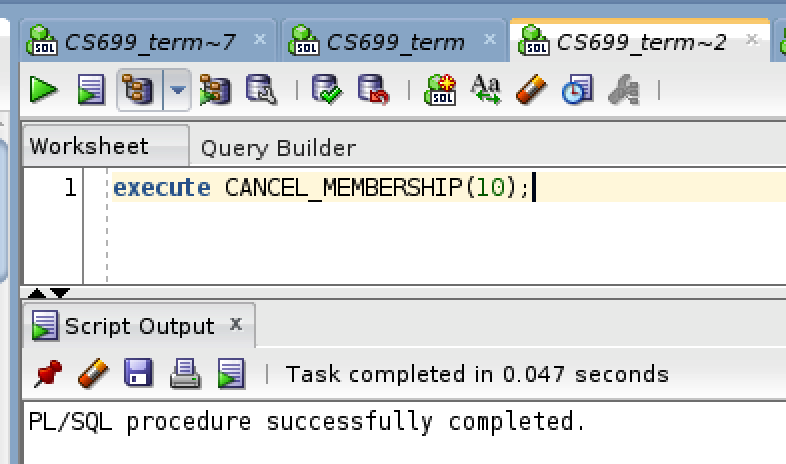 CS699_term~7
CS699_term
CS699_term~2
Worksheet
Query Builder
1 execute CANCEL_MEMBERSHIP(10);
Script Output
Task completed in 0.047 seconds
PL/SQL procedure successfully completed.